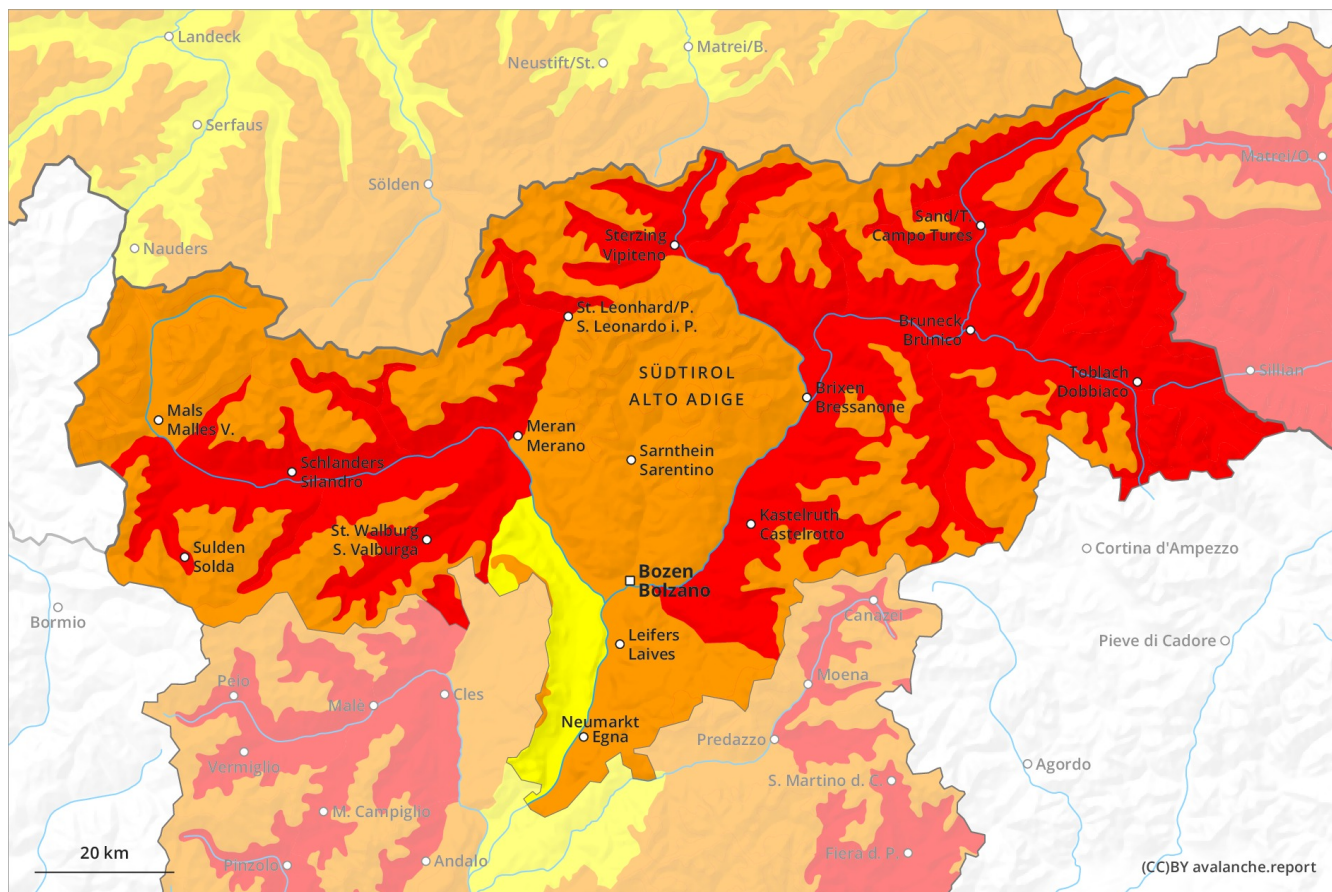 Landeck
Matrei/B.
Neustift/St.
Serfaus
Matrei/O.
Sölden
Sand/T.
Campo Tures
Sterzing
Vipiteno
Nauders
St. Leonhard/P.
S. Leonardo i. P.
Bruneck
Brunico
SÜDTIROL
ALTO ADIGE
Toblach
Dobbiaco
Sillian
Brixen
Bressanone
Mals
Malles V.
Meran
Merano
Sarnthein
Sarentino
Schlanders
Silandro
Kastelruth
Castelrotto
St. Walburg
S. Valburga
Sulden
Solda
Cortina d'Ampezzo
Bozen
Bolzano
Bormio
Canazei
Leifers
Laives
Pieve di Cadore
Peio
Moena
Cles
Malé
Neumarkt
Egna
Predazzo
Vermiglio
Agordo
S. Martino d. C.
M. Campiglio
20 km
Andalo
Fiera d. P.
Pinzolo
(CC)BY avalanche.report